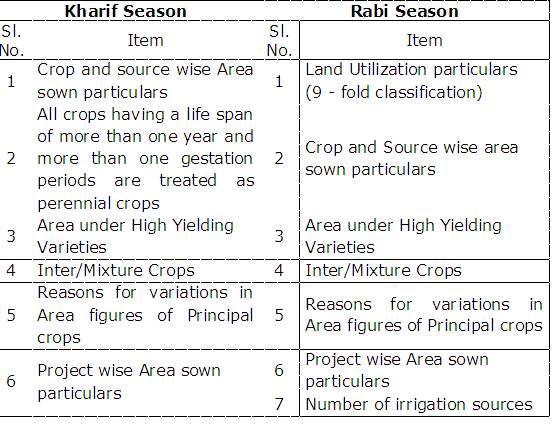 Kharif Season
Rabi Season
Sl.
No.
Item
Sl.
No.
Item
1
Crop and source wise Area
sown particulars
1
Land Utilization particulars
(9 - fold classification)
2
All crops having a life span
of more than one year and
more than one gestation
periods are treated as
perennial crops
2
Crop and Source wise area
sown particulars
3
Area under High Yielding
Varieties
3
Area under High Yielding
Varieties
4
Inter/Mixture Crops
4
Inter/Mixture Crops
5
Reasons for variations in
Area figures of Principal
crops
5
Reasons for variations in
Area figures of Principal crops
6
Project wise Area sown
particulars
6
Project wise Area sown
particulars
7
Number of irrigation sources